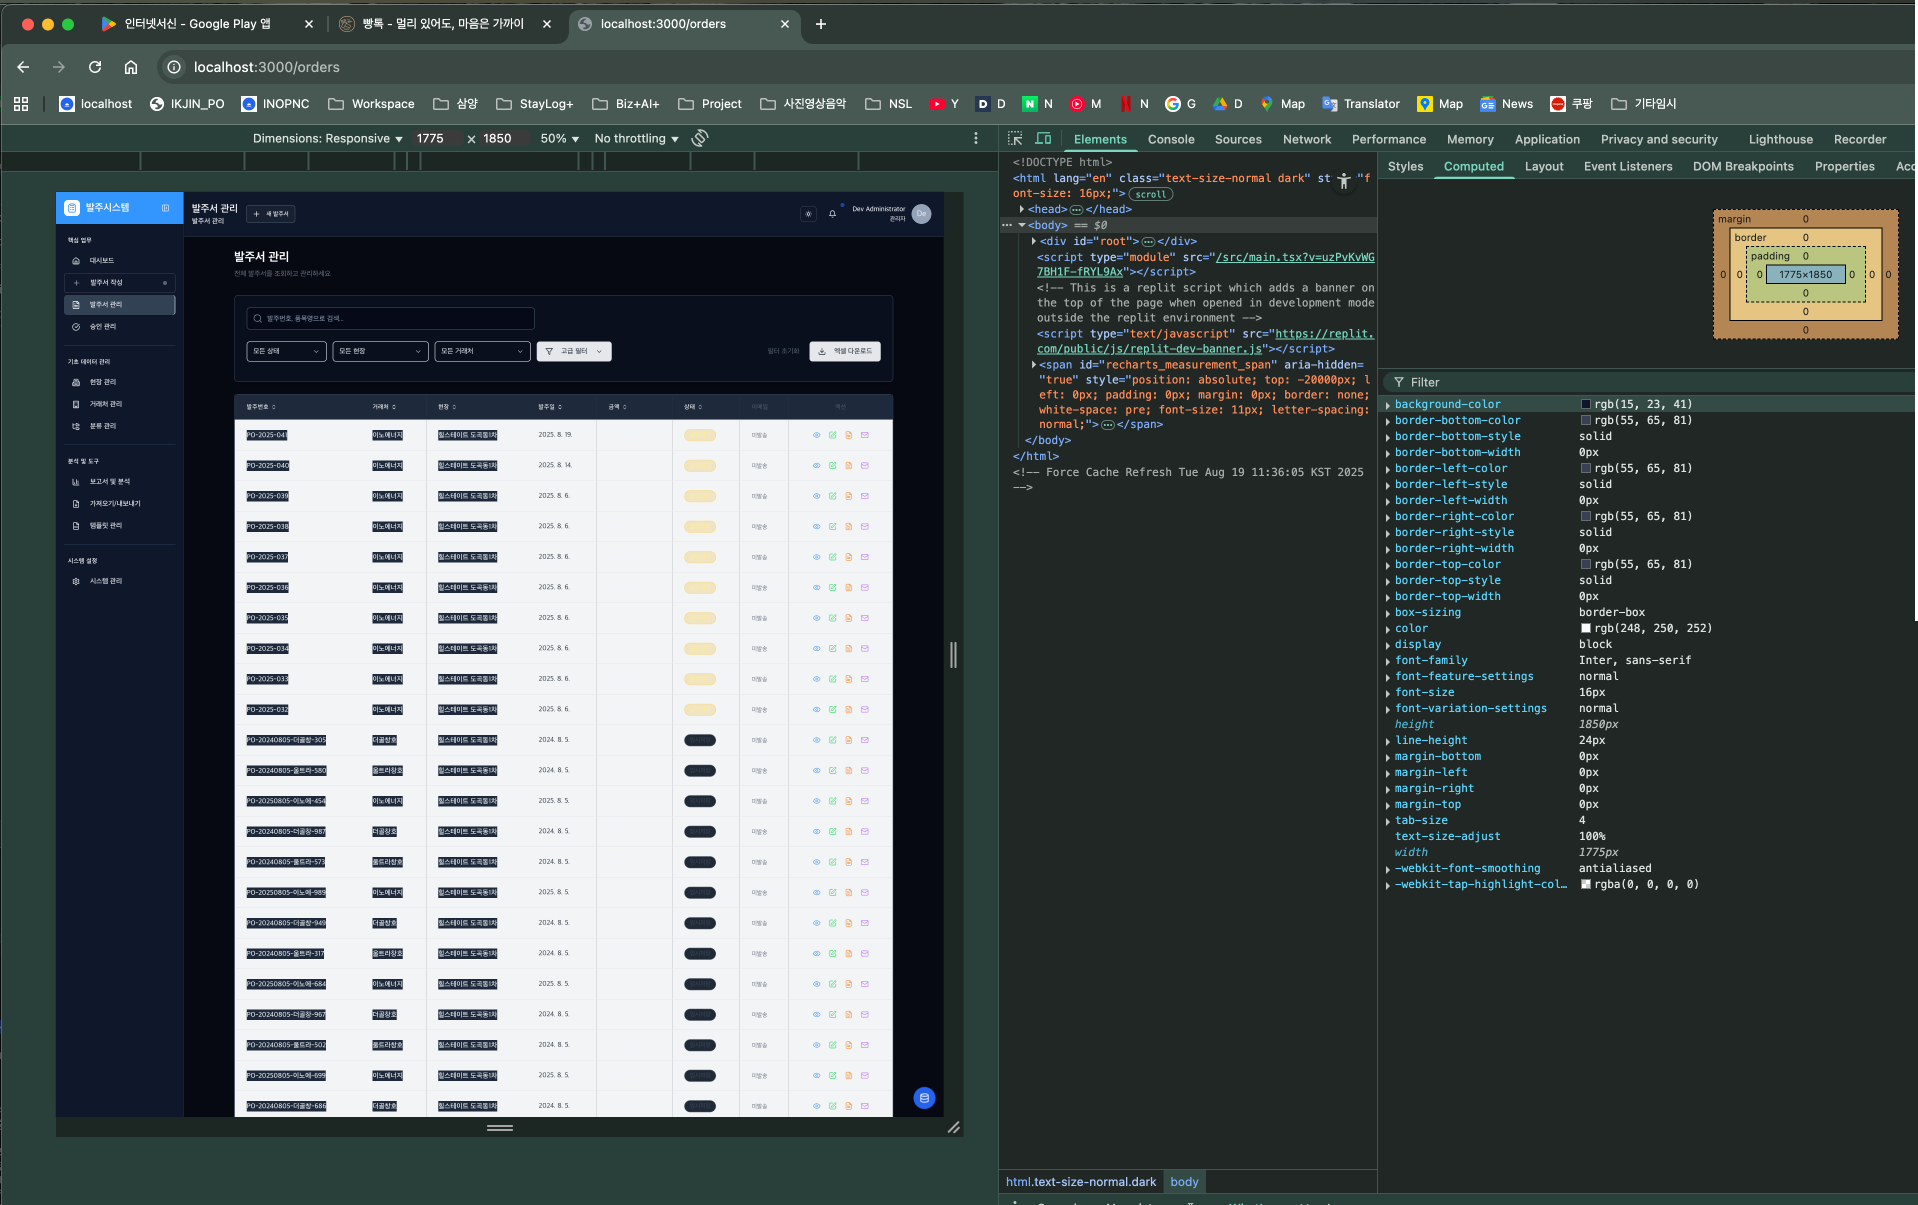 인터넷서신 - Google Play 앱
빵톡 - 멀리 있어도, 마음은 가까이
localhost:3000/orders
localhost:3000/orders
localhost
IKJIN_PO
INOPNC
Workspace
삼양
StayLog+
Biz+AI+
Project
사진영상음악
NSL
Y
D
N
M
N
G
D
Map
Translator
Map
News
쿠팡
기타임시
Dimensions: Responsive 1775 x 1850 50% No throttling
발주시스템
핵심 업무
대시보드
발주서 작성
발주서 관리
승인 관리
기초 데이터 관리
현장 관리
거래처 관리
분류 관리
분석 및 도구
보고서 및 분석
가져오기/내보내기
템플릿 관리
시스템 설정
시스템 관리
발주서 관리
발주서 관리
새 발주서
Dev Administrator
관리자
De
발주서 관리
전체 발주서를 조회하고 관리하세요
발주번호, 품목명으로 검색...
모든 상태
모든 현장
모든 거래처
고급 필터
필터 초기화
엑셀 다운로드
발주번호 거래처 현장 발주일 금액 상태 이메일 액션
PO-2025-041 이노에너지 힐스테이트 도곡동1차 2025. 8. 19. 미발송
PO-2025-040 이노에너지 힐스테이트 도곡동1차 2025. 8. 14. 미발송
PO-2025-039 이노에너지 힐스테이트 도곡동1차 2025. 8. 6. 미발송
PO-2025-038 이노에너지 힐스테이트 도곡동1차 2025. 8. 6. 미발송
PO-2025-037 이노에너지 힐스테이트 도곡동1차 2025. 8. 6. 미발송
PO-2025-036 이노에너지 힐스테이트 도곡동1차 2025. 8. 6. 미발송
PO-2025-035 이노에너지 힐스테이트 도곡동1차 2025. 8. 6. 미발송
PO-2025-034 이노에너지 힐스테이트 도곡동1차 2025. 8. 6. 미발송
PO-2025-033 이노에너지 힐스테이트 도곡동1차 2025. 8. 6. 미발송
PO-2025-032 이노에너지 힐스테이트 도곡동1차 2025. 8. 6. 미발송
PO-20240805-더골창-305 더골창호 힐스테이트 도곡동1차 2024. 8. 5. 미발송
PO-20240805-울트라-580 울트라창호 힐스테이트 도곡동1차 2024. 8. 5. 미발송
PO-20250805-이노에-454 이노에너지 힐스테이트 도곡동1차 2025. 8. 5. 미발송
PO-20240805-더골창-987 더골창호 힐스테이트 도곡동1차 2024. 8. 5. 미발송
PO-20240805-울트라-573 울트라창호 힐스테이트 도곡동1차 2024. 8. 5. 미발송
PO-20250805-이노에-989 이노에너지 힐스테이트 도곡동1차 2025. 8. 5. 미발송
PO-20240805-더골창-949 더골창호 힐스테이트 도곡동1차 2024. 8. 5. 미발송
PO-20240805-울트라-317 울트라창호 힐스테이트 도곡동1차 2024. 8. 5. 미발송
PO-20250805-이노에-684 이노에너지 힐스테이트 도곡동1차 2025. 8. 5. 미발송
PO-20240805-더골창-967 더골창호 힐스테이트 도곡동1차 2024. 8. 5. 미발송
PO-20240805-울트라-502 울트라창호 힐스테이트 도곡동1차 2024. 8. 5. 미발송
PO-20250805-이노에-699 이노에너지 힐스테이트 도곡동1차 2025. 8. 5. 미발송
PO-20240805-더골창-686 더골창호 힐스테이트 도곡동1차 2024. 8. 5. 미발송
Elements Console Sources Network Performance Memory Application Privacy and security Lighthouse Recorder
<!DOCTYPE html>
<html lang="en" class="text-size-normal dark" st "f
ont-size: 16px;"> scroll
<head> </head>
<body> == $0
<div id="root"> </div>
<script type="module" src="/src/main.tsx?v=uzPvKvWG
7BH1F-fRYL9Ax"></script>
<!-- This is a replit script which adds a banner on
the top of the page when opened in development mode
outside the replit environment -->
<script type="text/javascript" src="https://replit.
com/public/js/replit-dev-banner.js"></script>
<span id="recharts_measurement_span" aria-hidden=
"true" style="position: absolute; top: -20000px; l
eft: 0px; padding: 0px; margin: 0px; border: none;
white-space: pre; font-size: 11px; letter-spacing:
normal;"> </span>
</body>
</html>
<!-- Force Cache Refresh Tue Aug 19 11:36:05 KST 2025
-->
html.text-size-normal.dark body
Styles Computed Layout Event Listeners DOM Breakpoints Properties Acc
margin 0
border 0
padding 0
0 0 0 1775×1850 0 0 0
0
0
0
Filter
background-color rgb(15, 23, 41)
border-bottom-color rgb(55, 65, 81)
border-bottom-style solid
border-bottom-width 0px
border-left-color rgb(55, 65, 81)
border-left-style solid
border-left-width 0px
border-right-color rgb(55, 65, 81)
border-right-style solid
border-right-width 0px
border-top-color rgb(55, 65, 81)
border-top-style solid
border-top-width 0px
box-sizing border-box
color rgb(248, 250, 252)
display block
font-family Inter, sans-serif
font-feature-settings normal
font-size 16px
font-variation-settings normal
height 1850px
line-height 24px
margin-bottom 0px
margin-left 0px
margin-right 0px
margin-top 0px
tab-size 4
text-size-adjust 100%
width 1775px
-webkit-font-smoothing antialiased
-webkit-tap-highlight-col… rgba(0, 0, 0, 0)